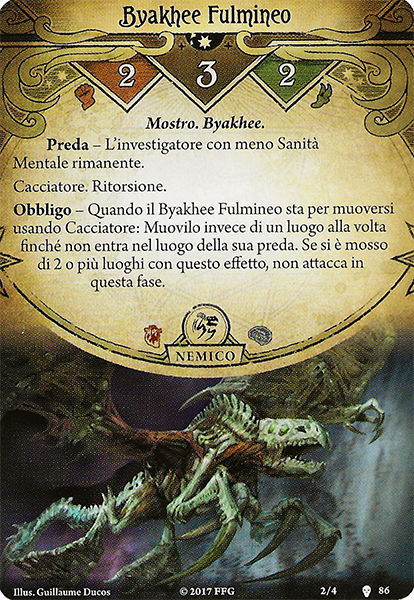 Byakhee Fulmineo
2 3 2
Mostro. Byakhee.
Preda – L'investigatore con meno Sanità
Mentale rimanente.
Cacciatore. Ritorsione.
Obbligo – Quando il Byakhee Fulmineo sta per muoversi
usando Cacciatore: Muovilo invece di un luogo alla volta
finché non entra nel luogo della sua preda. Se si è mosso
di 2 o più luoghi con questo effetto, non attacca in
questa fase.
NEMICO
Illus. Guillaume Ducos © 2017 FFG 2/4 86